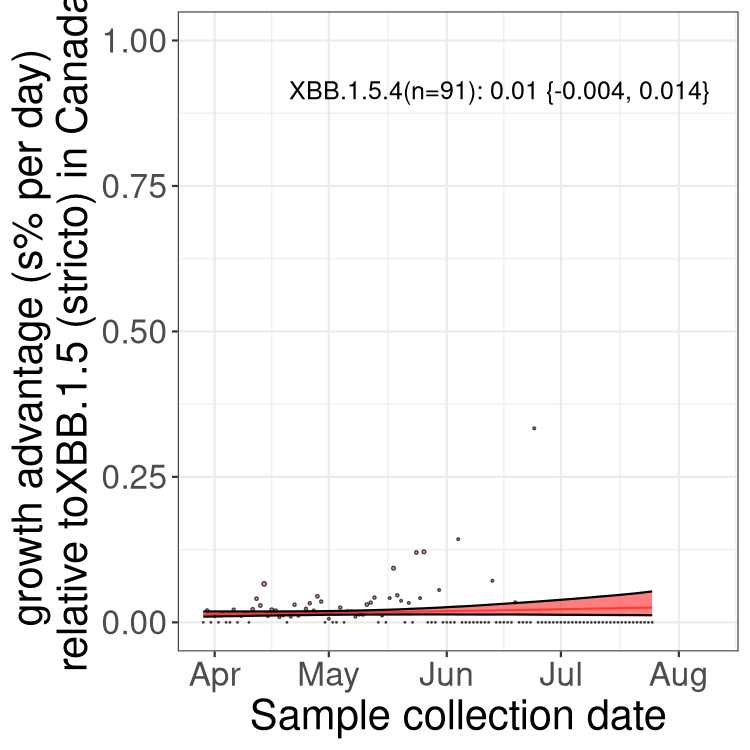 growth advantage (s% per day)
relative toXBB.1.5 (stricto) in Canada
1.00
0.75
0.50
0.25
0.00
XBB.1.5.4(n=91): 0.01 {-0.004, 0.014}
Apr May Jun Jul Aug
Sample collection date